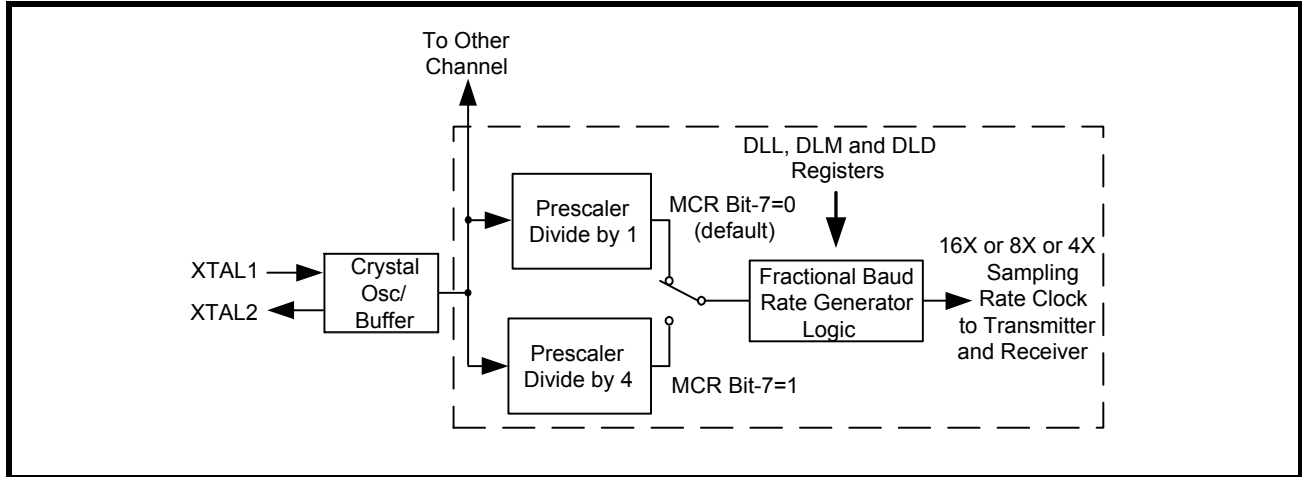 To Other
Channel
DLL, DLM and DLD
Registers
Prescaler
Divide by 1
MCR Bit-7=0
(default)
16X or 8X or 4X
Sampling
Rate Clock
to Transmitter
and Receiver
XTAL1
XTAL2
Crystal
Osc/
Buffer
Fractional Baud
Rate Generator
Logic
Prescaler
Divide by 4
MCR Bit-7=1